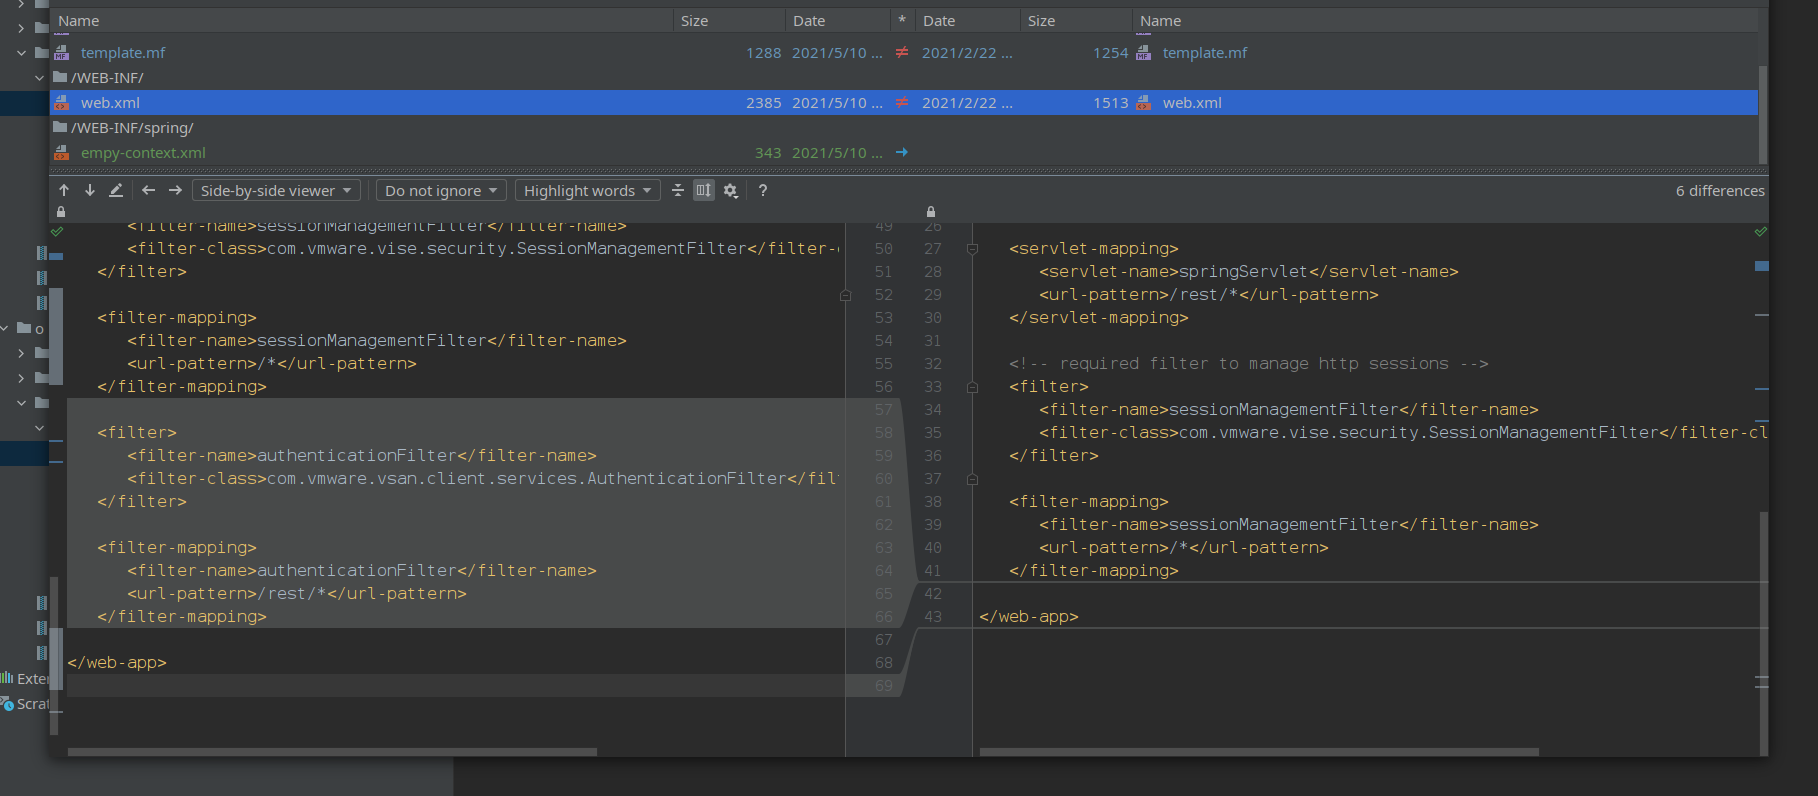 Name Size Date * Date Size Name
template.mf 1288 2021/5/10 ... ≠ 2021/2/22 ... 1254 template.mf
/WEB-INF/
web.xml 2385 2021/5/10 ... ≠ 2021/2/22 ... 1513 web.xml
/WEB-INF/spring/
empy-context.xml 343 2021/5/10 ... →
Side-by-side viewer Do not ignore Highlight words ? 6 differences
<filter-name>sessionManagementFilter</filter-name> 49
<filter-class>com.vmware.vise.security.SessionManagementFilter</filter- 50
</filter> 51
52
<filter-mapping> 53
<filter-name>sessionManagementFilter</filter-name> 54
<url-pattern>/*</url-pattern> 55
</filter-mapping> 56
57
<filter> 58
<filter-name>authenticationFilter</filter-name> 59
<filter-class>com.vmware.vsan.client.services.AuthenticationFilter</fil 60
</filter> 61
62
<filter-mapping> 63
<filter-name>authenticationFilter</filter-name> 64
<url-pattern>/rest/*</url-pattern> 65
</filter-mapping> 66
67
</web-app> 68
69
26
27 <servlet-mapping>
28 <servlet-name>springServlet</servlet-name>
29 <url-pattern>/rest/*</url-pattern>
30 </servlet-mapping>
31
32 <!-- required filter to manage http sessions -->
33 <filter>
34 <filter-name>sessionManagementFilter</filter-name>
35 <filter-class>com.vmware.vise.security.SessionManagementFilter</filter-cl
36 </filter>
37
38 <filter-mapping>
39 <filter-name>sessionManagementFilter</filter-name>
40 <url-pattern>/*</url-pattern>
41 </filter-mapping>
42
43 </web-app>
o
Exter
Scrat